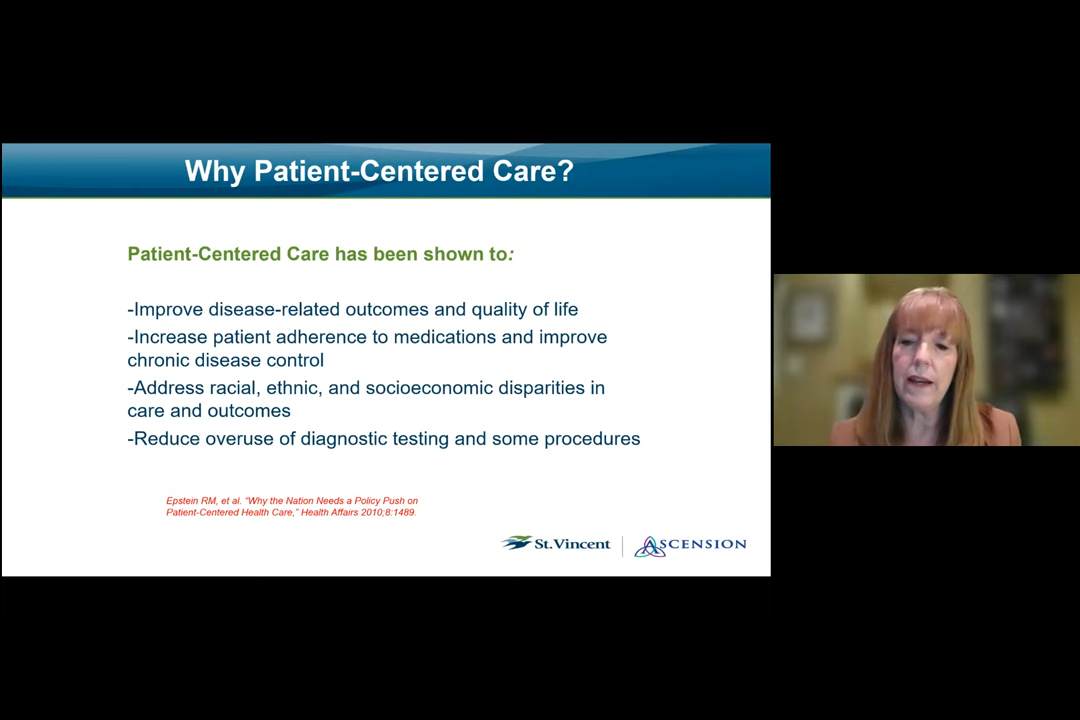 Why Patient-Centered Care?
Patient-Centered Care has been shown to:
-Improve disease-related outcomes and quality of life
-Increase patient adherence to medications and improve
chronic disease control
-Address racial, ethnic, and socioeconomic disparities in
care and outcomes
-Reduce overuse of diagnostic testing and some procedures
Epstein RM, et al. "Why the Nation Needs a Policy Push on
Patient-Centered Health Care," Health Affairs 2010;8:1489.
St.Vincent
ASCENSION